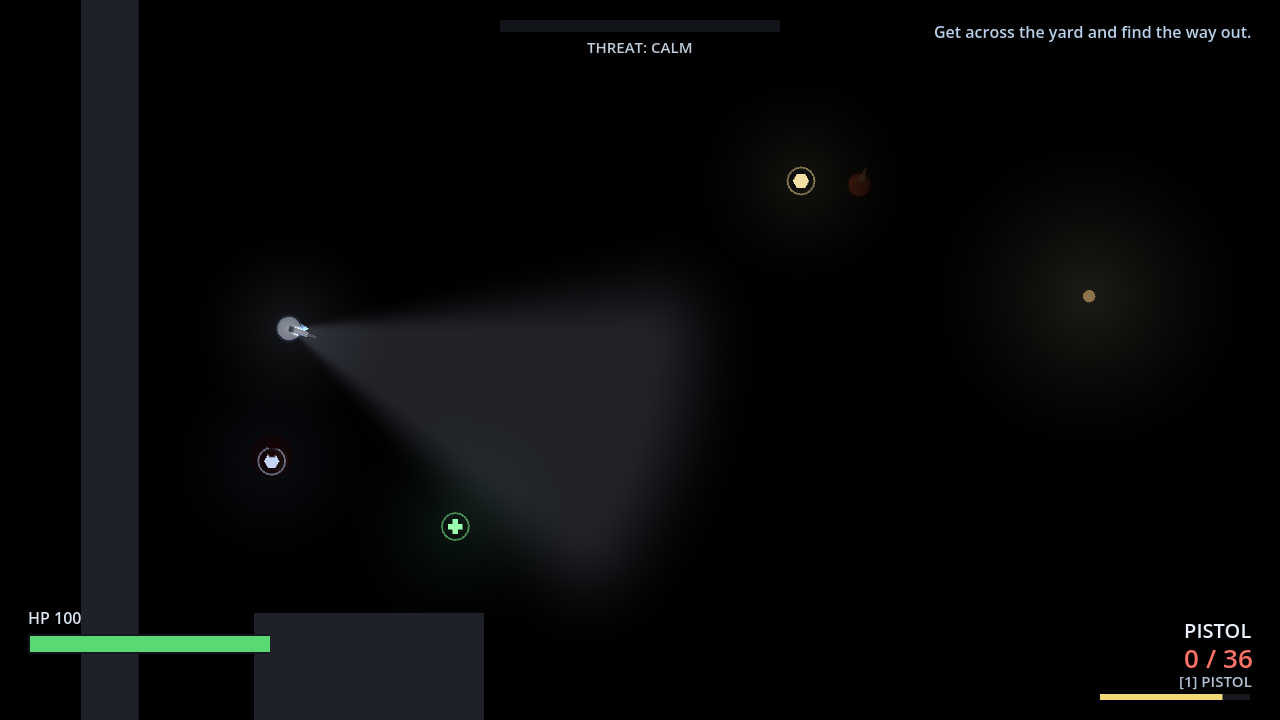 THREAT: CALM
Get across the yard and find the way out.
HP 100
PISTOL
0 / 36
[1] PISTOL